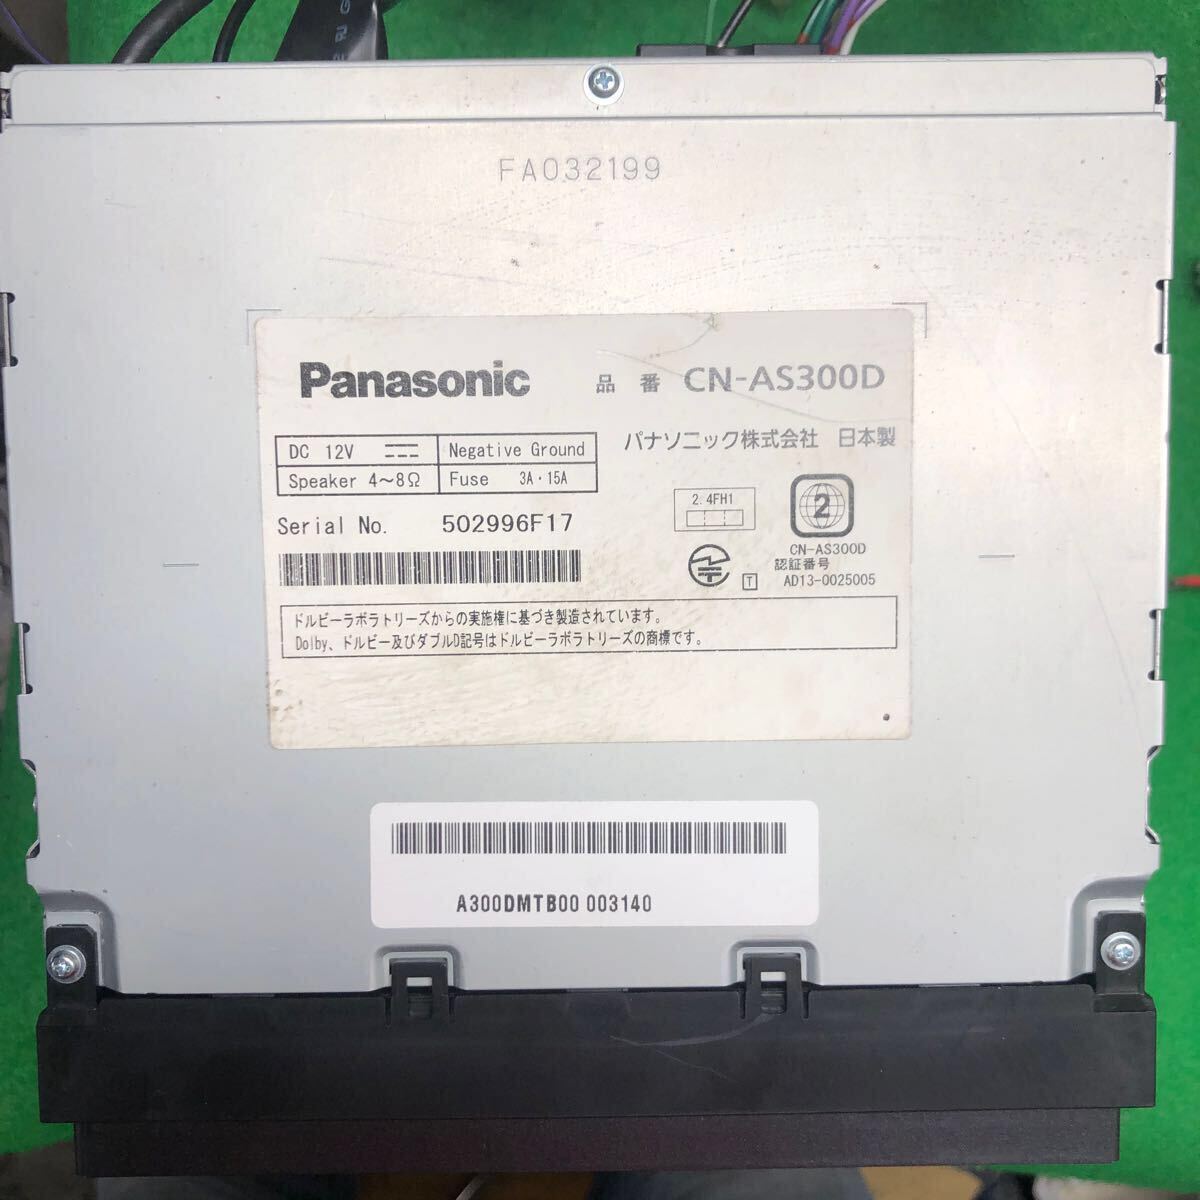 FA032199
Panasonic 品番 CN-AS300D
DC 12V Negative Ground
Speaker 4～8Ω Fuse 3A・15A
パナソニック株式会社 日本製
Serial No. 502996F17
2.4FH1
2
CN-AS300D
認証番号
T AD13-0025005
ドルビーラボラトリーズからの実施権に基づき製造されています。
Dolby、ドルビー及びダブルD記号はドルビーラボラトリーズの商標です。
A300DMTB00 003140